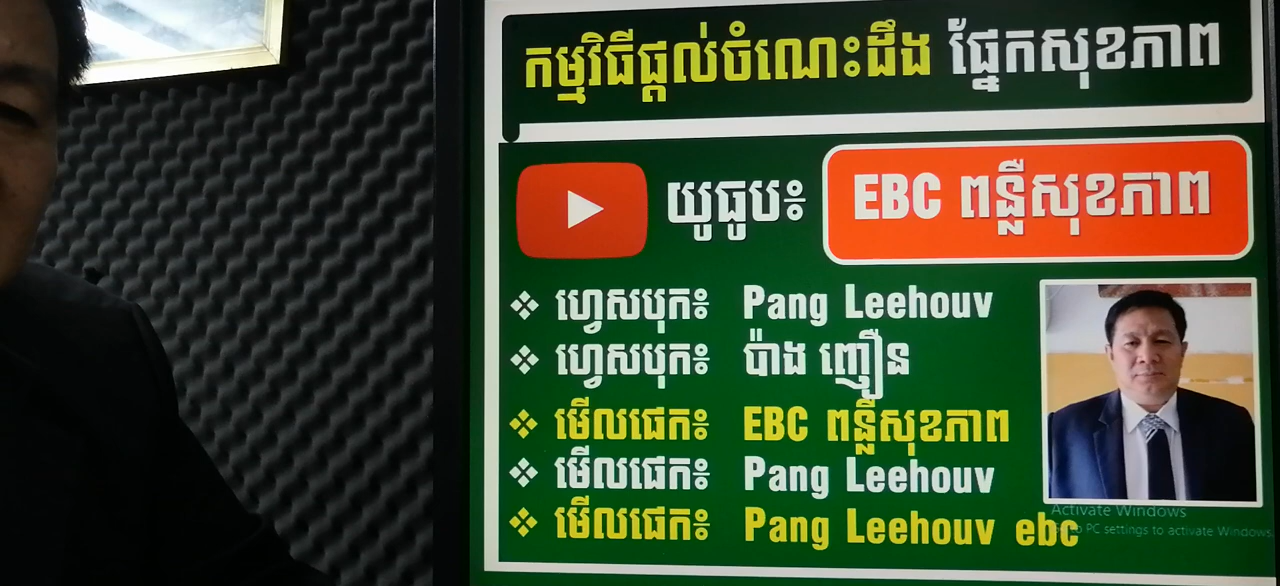 កម្មវិធីផ្តល់ចំណេះដឹង ផ្នែកសុខភាព
យូធូប៖ EBC ពន្លឺសុខភាព
❖ ហ្វេសបុក៖ Pang Leehouv
❖ ហ្វេសបុក៖ ប៉ាង ញឿន
❖ មើលផេក៖ EBC ពន្លឺសុខភាព
❖ មើលផេក៖ Pang Leehouv
❖ មើលផេក៖ Pang Leehouv ebc
Activate Windows
PC settings to activate Windows.